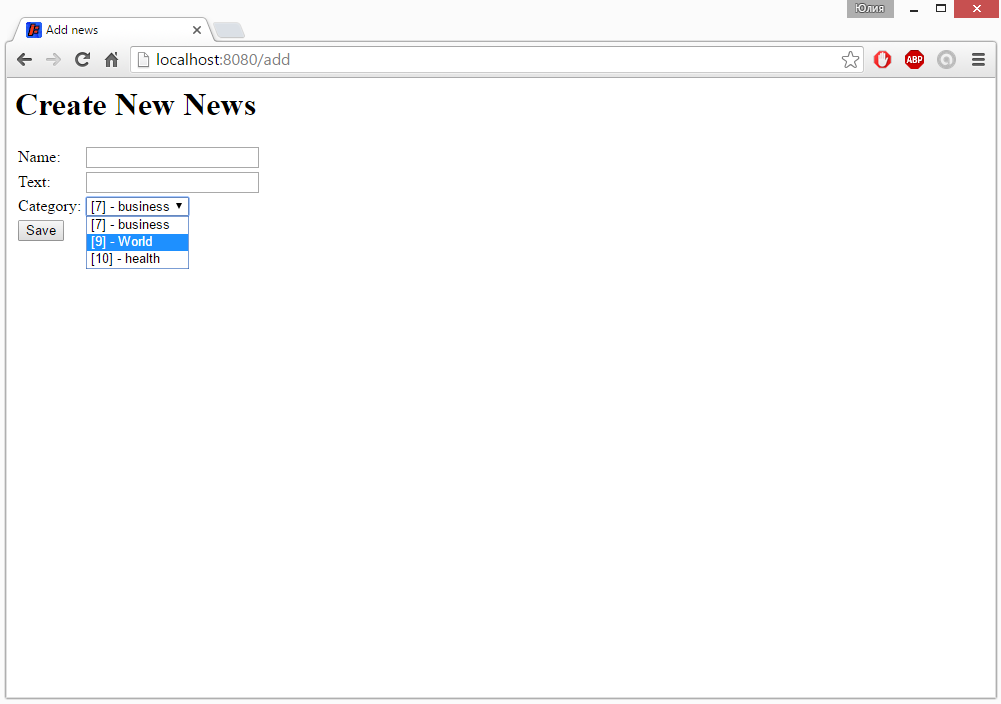 Юлия
Add news
localhost:8080/add
ABP
Create New News
Name:
Text:
Category: [7] - business
[7] - business
[9] - World
[10] - health
Save